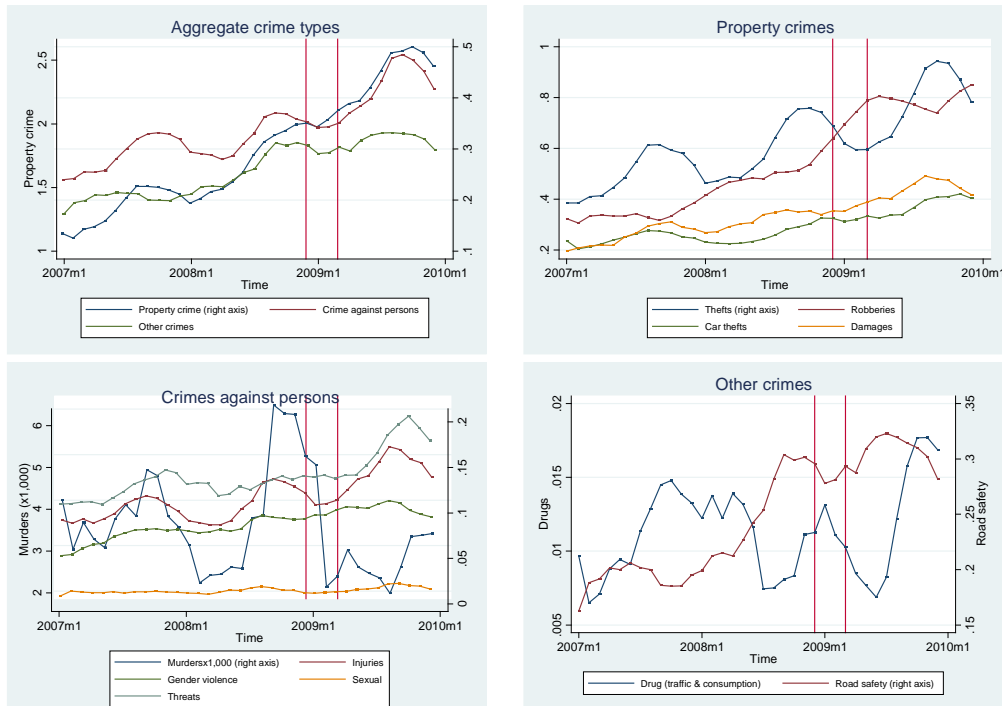 Aggregate crime types
Property crime
2.5
2
1.5
1
.5
.4
.3
.2
.1
2007m1 2008m1 2009m1 2010m1
Time
Property crime (right axis) Crime against persons
Other crimes
Property crimes
1
.8
.6
.4
.2
2007m1 2008m1 2009m1 2010m1
Time
Thefts (right axis) Robberies
Car thefts Damages
Crimes against persons
Murders (x1,000)
6
5
4
3
2
.2
.15
.1
.05
0
2007m1 2008m1 2009m1 2010m1
Time
Murdersx1,000 (right axis) Injuries
Gender violence Sexual
Threats
Other crimes
Drugs
.02
.015
.01
.005
.35
.3
.25
.2
.15
Road safety
2007m1 2008m1 2009m1 2010m1
Time
Drug (traffic & consumption) Road safety (right axis)